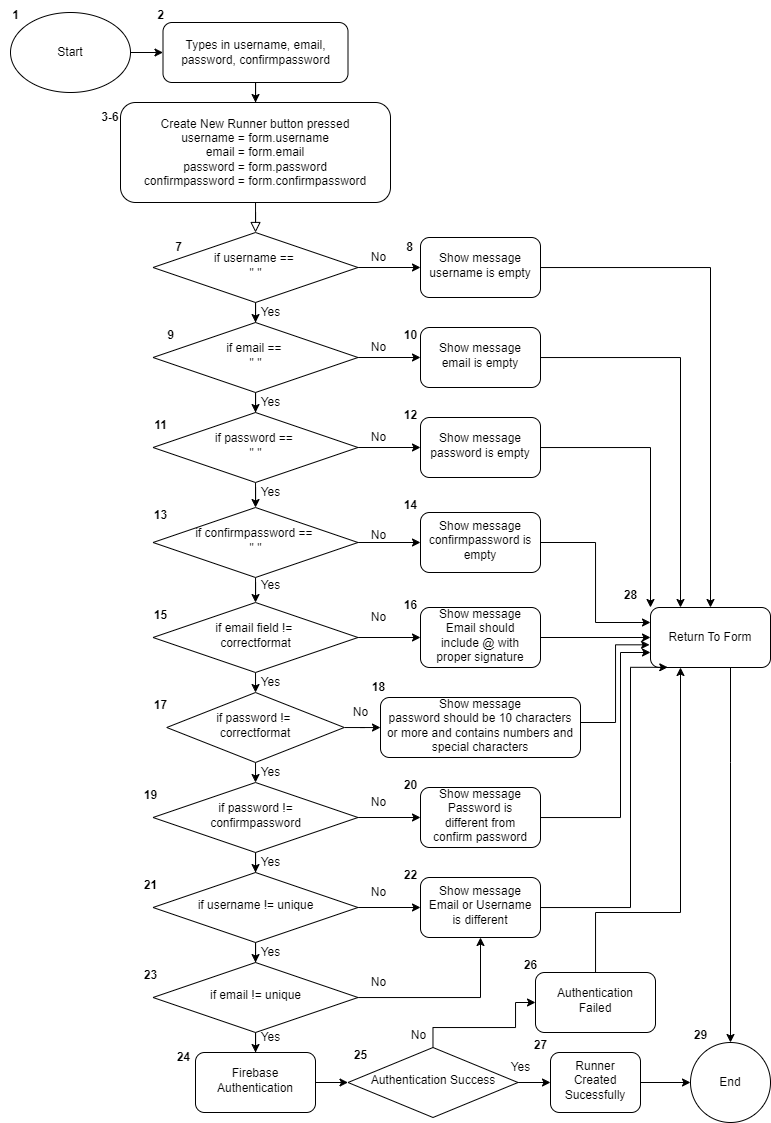 1
Start
2
Types in username, email,
password, confirmpassword
3-6
Create New Runner button pressed
username = form.username
email = form.email
password = form.password
confirmpassword = form.confirmpassword
7
if username ==
" "
No
8
Show message
username is empty
Yes
9
if email ==
" "
No
10
Show message
email is empty
Yes
11
if password ==
" "
No
12
Show message
password is empty
Yes
13
if confirmpassword ==
" "
No
14
Show message
confirmpassword is
empty
Yes
15
if email field !=
correctformat
No
16
Show message
Email should
include @ with
proper signature
28
Return To Form
Yes
17
if password !=
correctformat
No
18
Show message
password should be 10 characters
or more and contains numbers and
special characters
Yes
19
if password !=
confirmpassword
No
20
Show message
Password is
different from
confirm password
Yes
21
if username != unique
No
22
Show message
Email or Username
is different
Yes
23
if email != unique
No
26
Authentication
Failed
Yes
24
Firebase
Authentication
25
Authentication Success
No
Yes
27
Runner
Created
Sucessfully
29
End